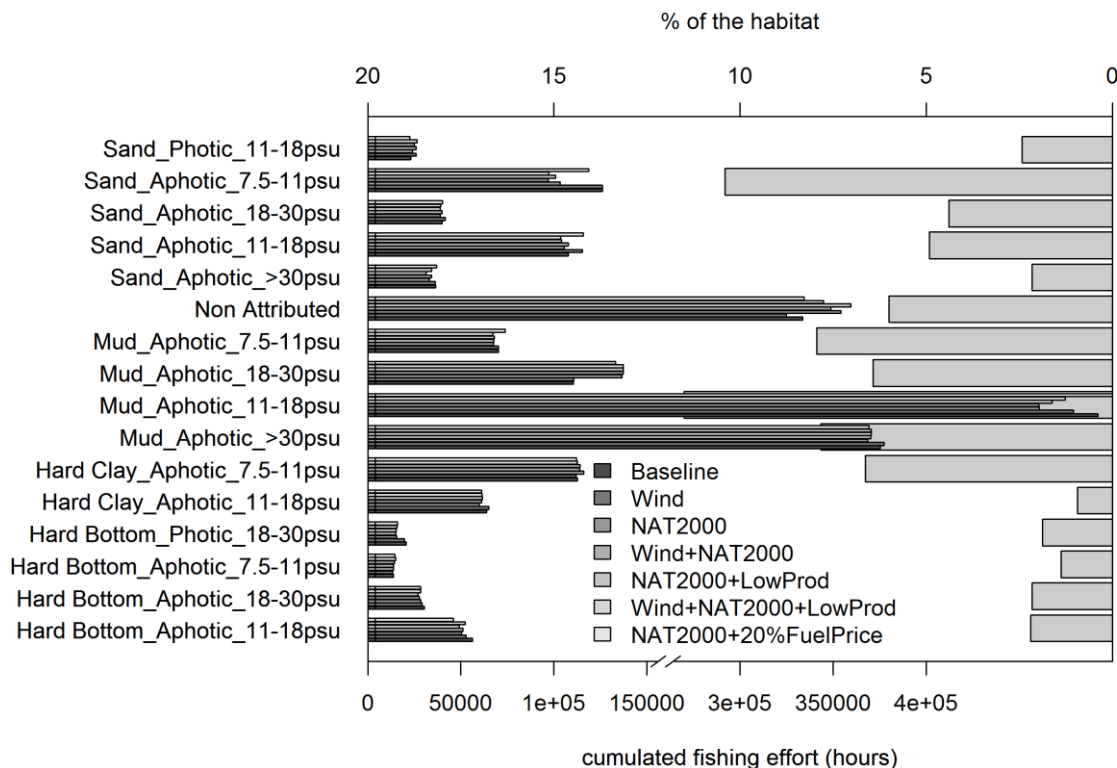 % of the habitat
20 15 10 5 0
Sand_Photic_11-18psu
Sand_Aphotic_7.5-11psu
Sand_Aphotic_18-30psu
Sand_Aphotic_11-18psu
Sand_Aphotic_>30psu
Non Attributed
Mud_Aphotic_7.5-11psu
Mud_Aphotic_18-30psu
Mud_Aphotic_11-18psu
Mud_Aphotic_>30psu
Hard Clay_Aphotic_7.5-11psu
Hard Clay_Aphotic_11-18psu
Hard Bottom_Photic_18-30psu
Hard Bottom_Aphotic_7.5-11psu
Hard Bottom_Aphotic_18-30psu
Hard Bottom_Aphotic_11-18psu
Baseline
Wind
NAT2000
Wind+NAT2000
NAT2000+LowProd
Wind+NAT2000+LowProd
NAT2000+20%FuelPrice
0 50000 1e+05 150000 3e+05 350000 4e+05
cumulated fishing effort (hours)